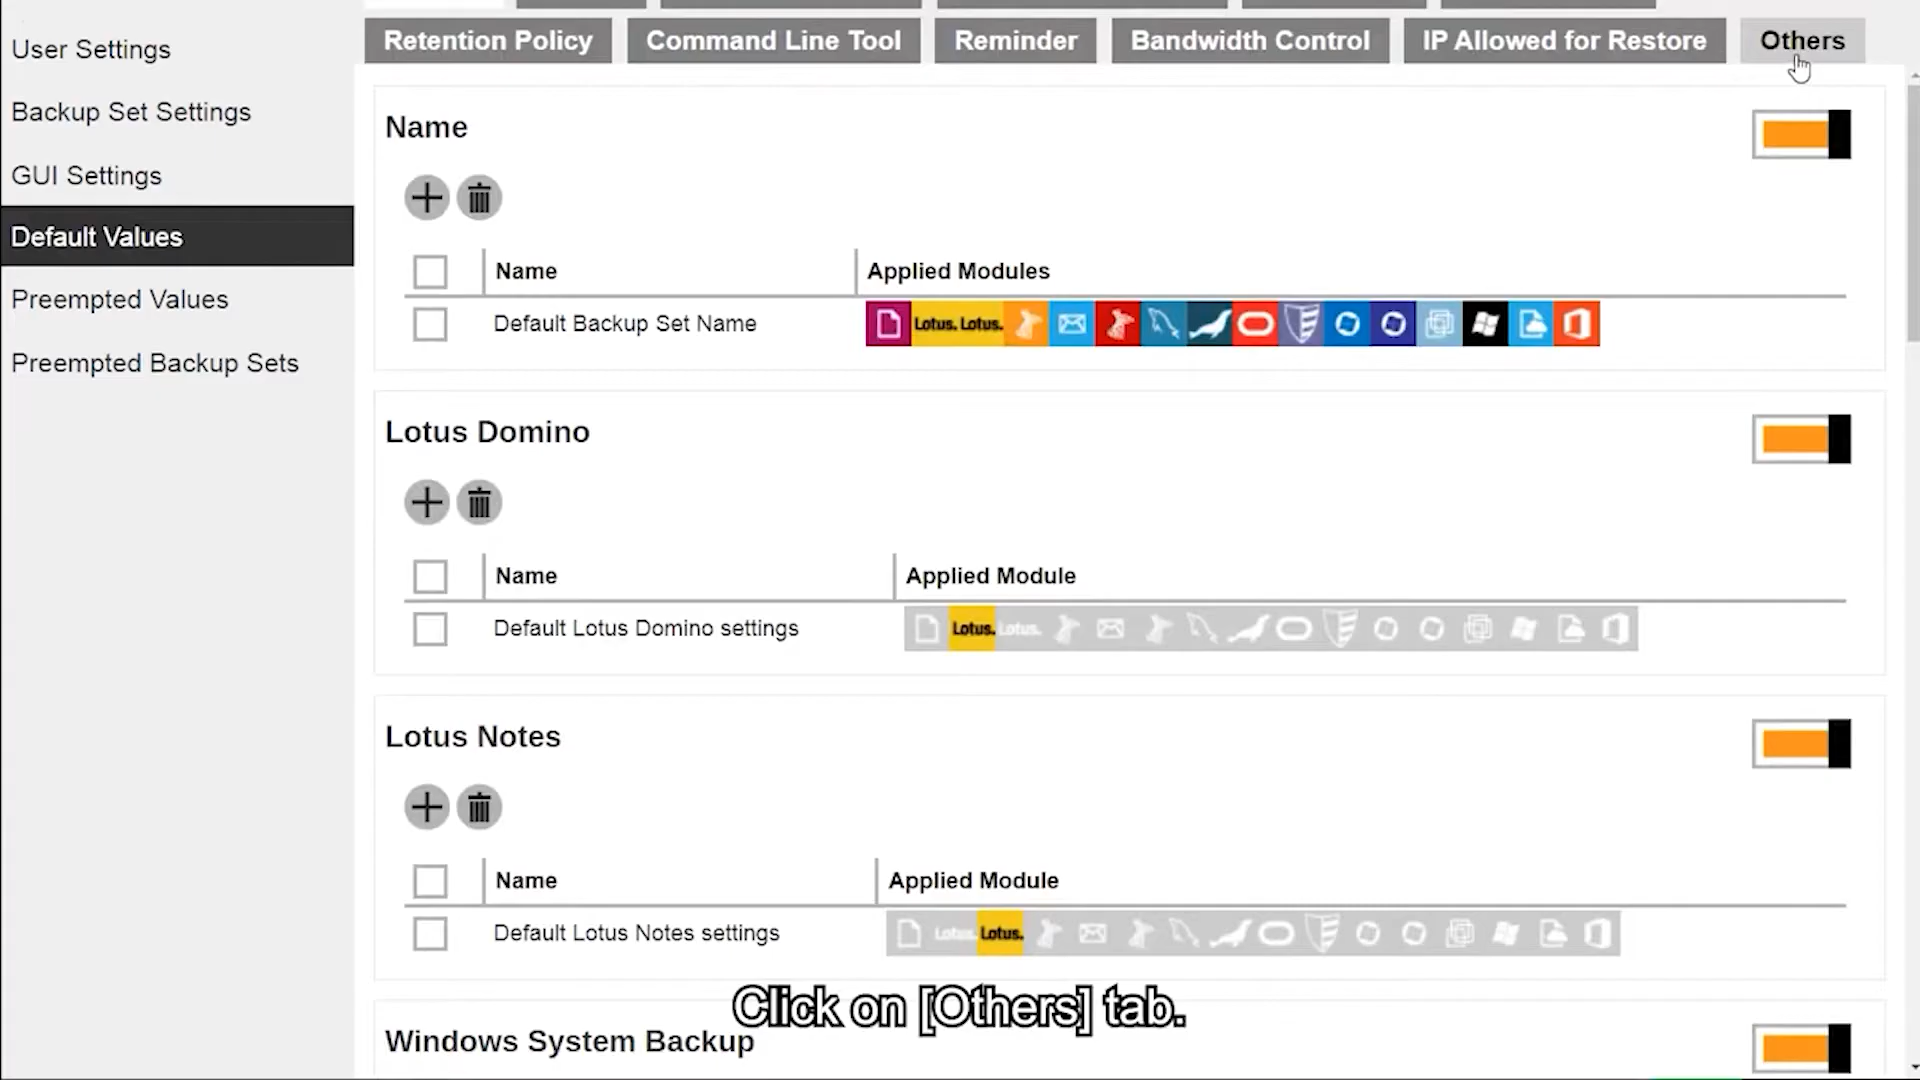 Retention Policy Command Line Tool Reminder Bandwidth Control IP Allowed for Restore Others
User Settings
Backup Set Settings
GUI Settings
Default Values
Preempted Values
Preempted Backup Sets
Name
Name Applied Modules
Default Backup Set Name Lotus. Lotus.
Lotus Domino
Name Applied Module
Default Lotus Domino settings Lotus. Lotus.
Lotus Notes
Name Applied Module
Default Lotus Notes settings Lotus. Lotus.
Windows System Backup
Click on [Others] tab.